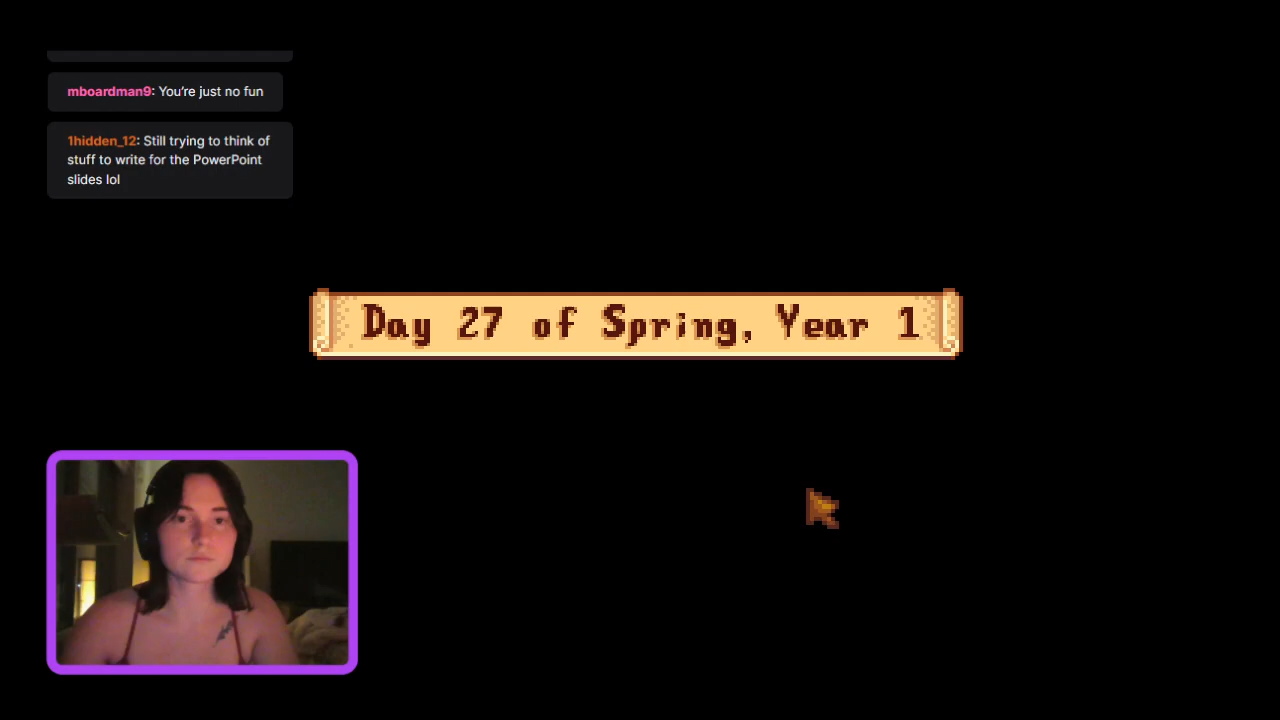 mboardman9: You're just no fun
1hidden_12: Still trying to think of
stuff to write for the PowerPoint
slides lol
Day 27 of Spring, Year 1